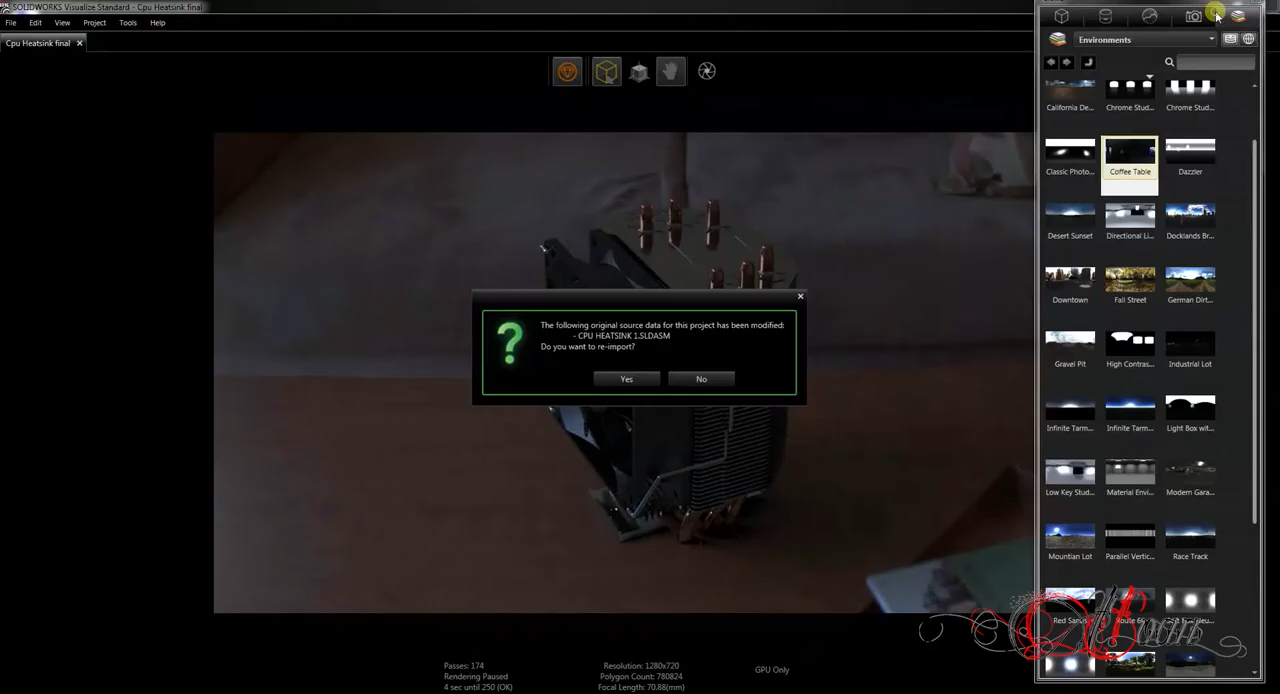 SOLIDWORKS Visualize Standard - Cpu Heatsink final
File Edit View Project Tools Help
Cpu Heatsink final
Environments
California De... Chrome Stud... Chrome Stud...
Classic Photo... Coffee Table Dazzler
Desert Sunset Directional Li... Docklands Br...
Downtown Fall Street German Dirt...
Gravel Pit High Contras... Industrial Lot
Infinite Tarm... Infinite Tarm... Light Box wit...
Low Key Stud... Material Envi... Modern Gara...
Mountian Lot Parallel Vertic... Race Track
The following original source data for this project has been modified:
- CPU HEATSINK 1.SLDASM
Do you want to re-import?
Yes No
Passes: 174
Rendering Paused
4 sec until 250 (OK)
Resolution: 1280x720
Polygon Count: 780824
Focal Length: 70.88(mm)
GPU Only